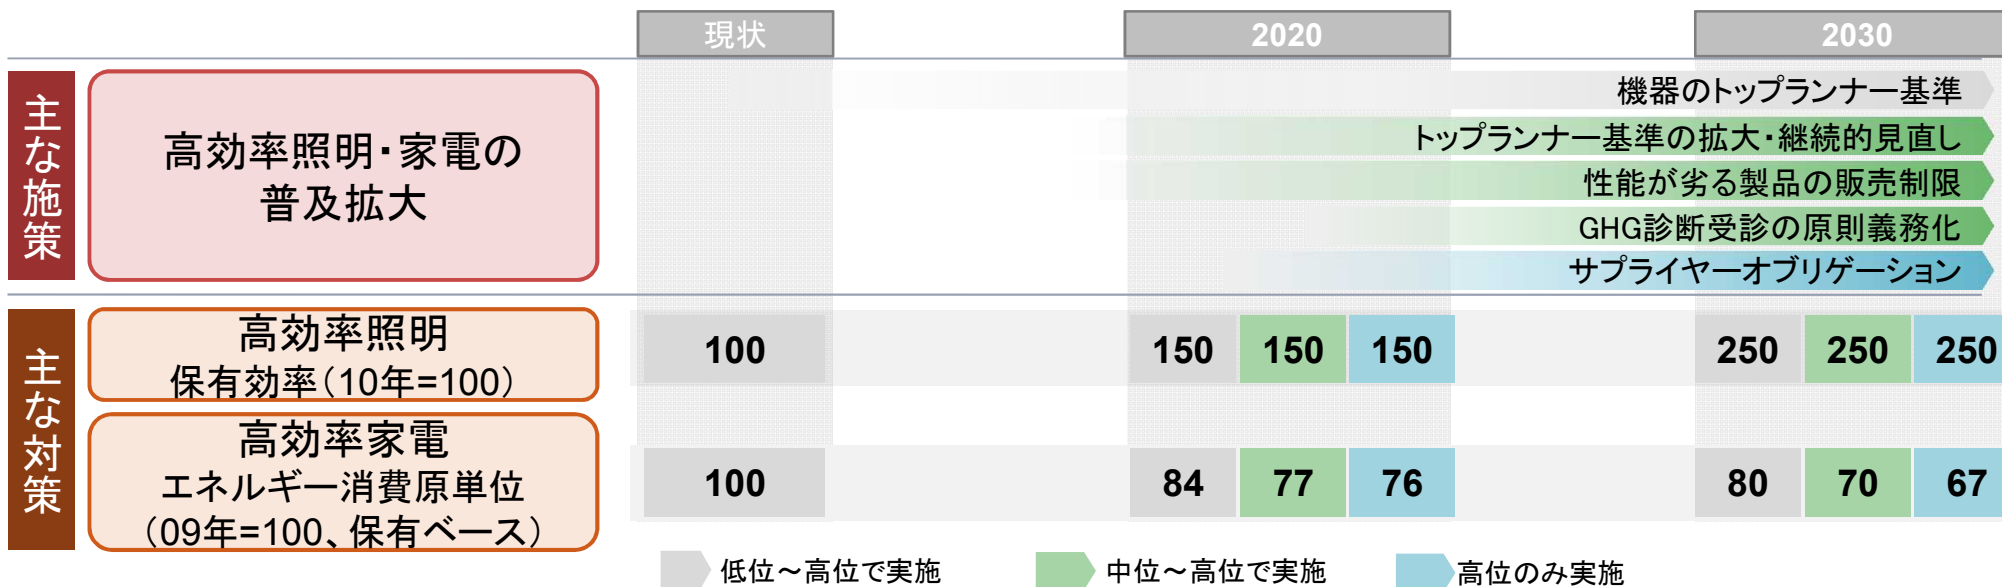 現状 2020 2030
主な施策
高効率照明・家電の
普及拡大
機器のトップランナー基準
トップランナー基準の拡大・継続的見直し
性能が劣る製品の販売制限
GHG診断受診の原則義務化
サプライヤーオブリゲーション
主な対策
高効率照明
保有効率(10年=100)
100 150 150 150 250 250 250
高効率家電
エネルギー消費原単位
(09年=100、保有ベース)
100 84 77 76 80 70 67
低位～高位で実施 中位～高位で実施 高位のみ実施